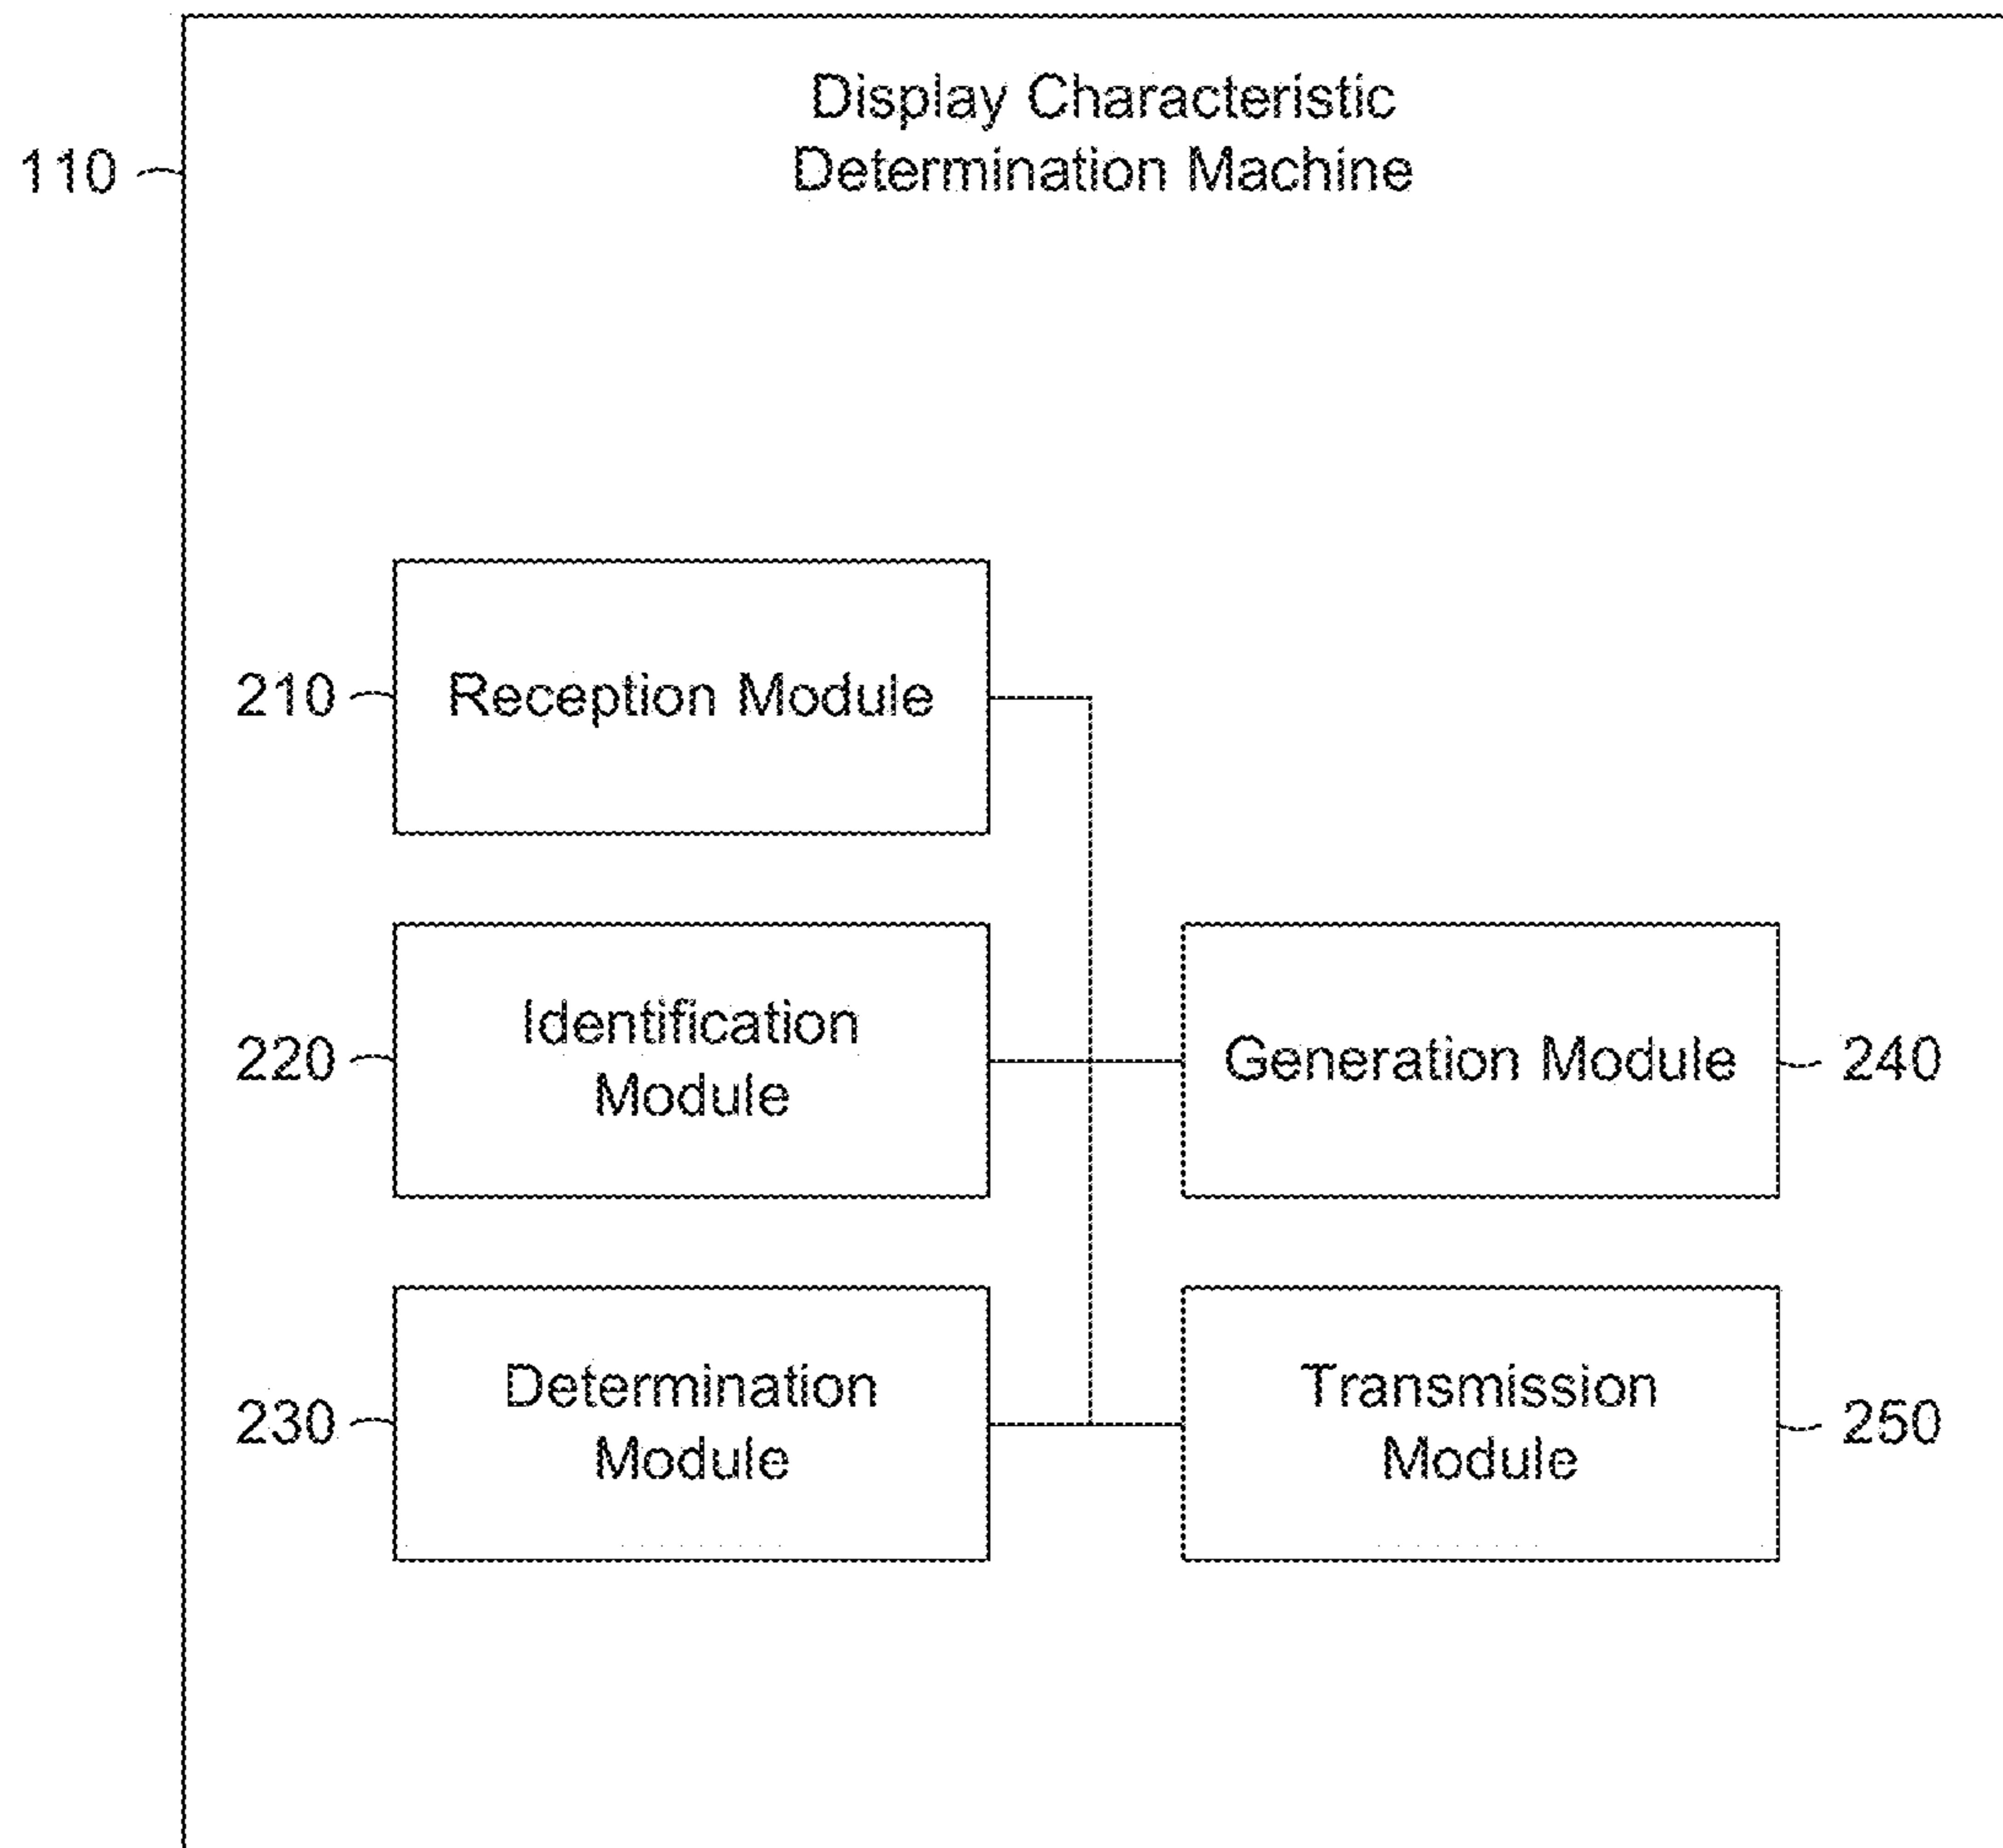 Display Characteristic
Determination Machine
110
210
Reception Module
220
Identification
Module
Generation Module
240
230
Determination
Module
Transmission
Module
250